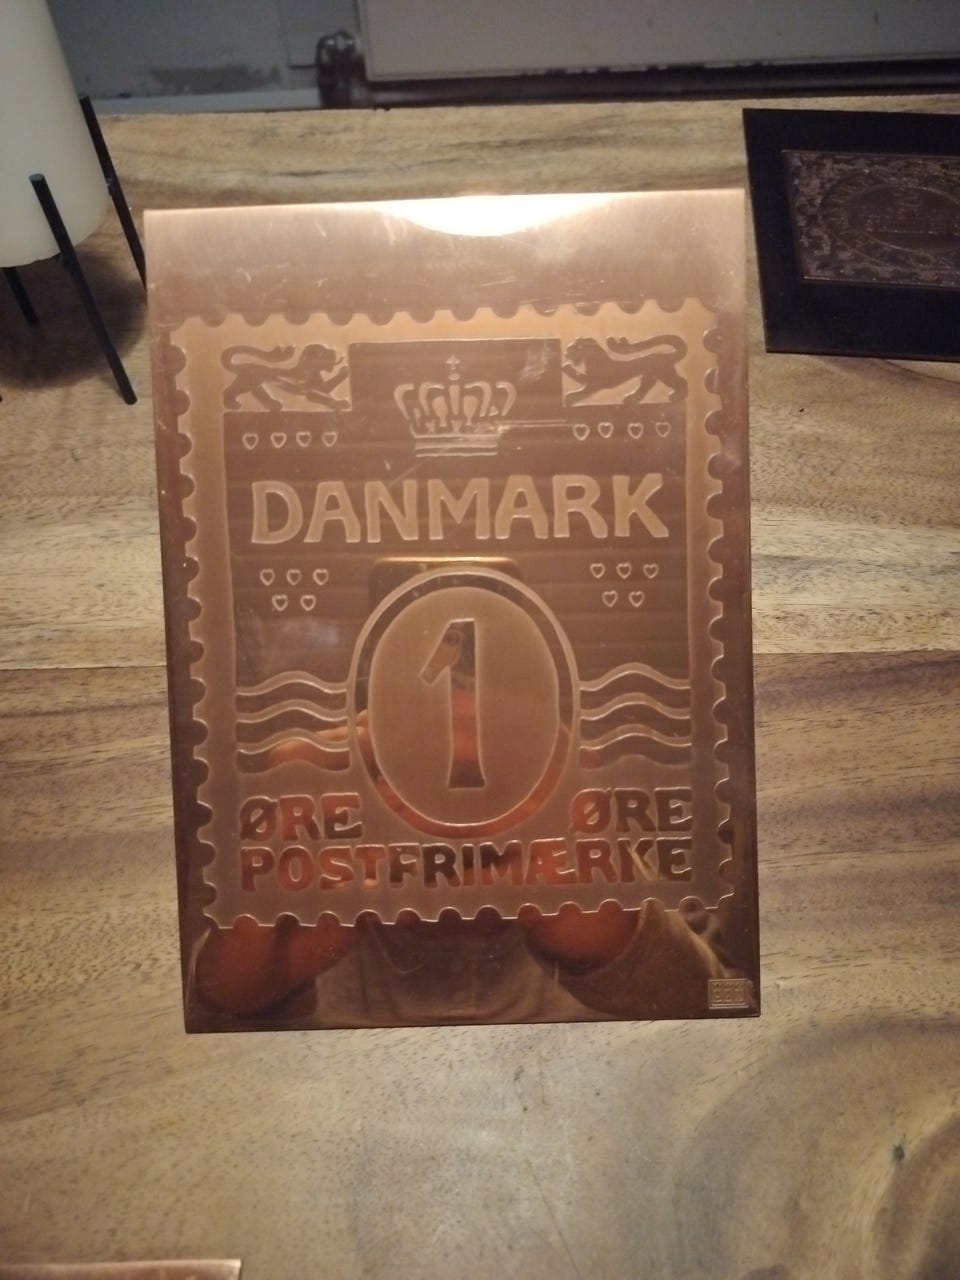 DANMARK
1
ØRE ØRE
POSTFRIMÆRKE